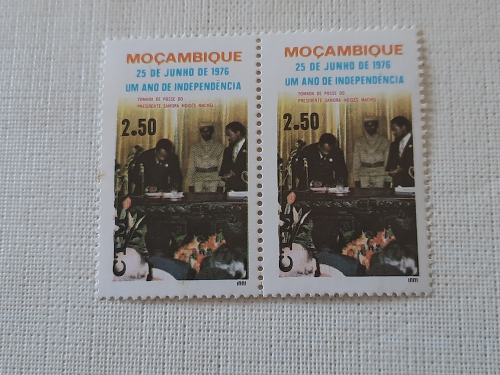 MOÇAMBIQUE
25 DE JUNHO DE 1976
UM ANO DE INDEPENDÊNCIA
TOMADA DE POSSE DO
PRESIDENTE SAMORA MOISÉS MACHEL
2.50
MOÇAMBIQUE
25 DE JUNHO DE 1976
UM ANO DE INDEPENDÊNCIA
TOMADA DE POSSE DO
PRESIDENTE SAMORA MOISÉS MACHEL
2.50